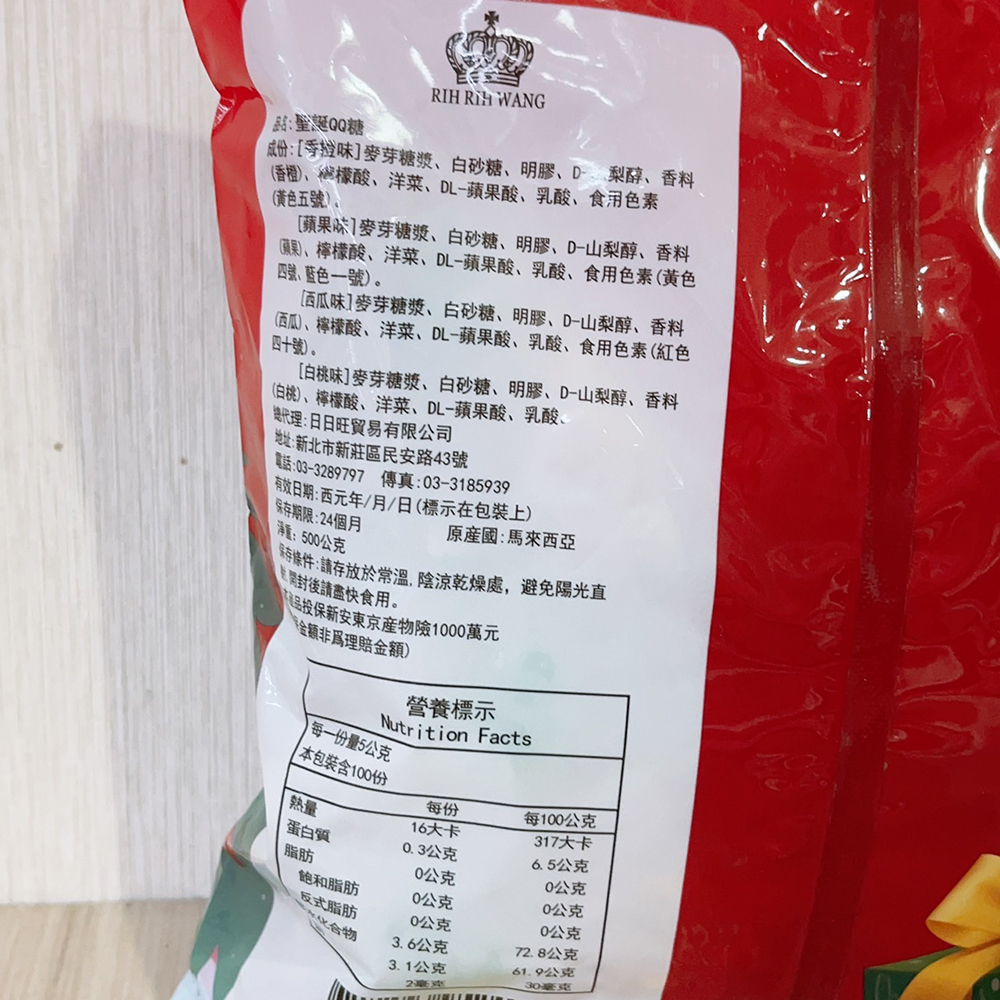 RIH RIH WANG
品名:聖誕QQ糖
成份:[香橙味]麥芽糖漿、白砂糖、明膠、D- 梨醇、香料
(香橙)、檸檬酸、洋菜、DL-蘋果酸、乳酸、食用色素
(黃色五號)
[蘋果味]麥芽糖漿、白砂糖、明膠、D-山梨醇、香料
(蘋果)、檸檬酸、洋菜、DL-蘋果酸、乳酸、食用色素(黃色
四號、藍色一號)。
[西瓜味]麥芽糖漿、白砂糖、明膠、D-山梨醇、香料
(西瓜)、檸檬酸、洋菜、DL-蘋果酸、乳酸、食用色素(紅色
四十號)。
[白桃味]麥芽糖漿、白砂糖、明膠、D-山梨醇、香料
(白桃)、檸檬酸、洋菜、DL-蘋果酸、乳酸。
總代理:日日旺貿易有限公司
地址:新北市新莊區民安路43號
電話:03-3289797 傳真:03-3185939
有效日期:西元年/月/日(標示在包裝上)
保存期限:24個月 原産國:馬來西亞
淨重:500公克
保存條件:請存放於常溫,陰涼乾燥處，避免陽光直
射,開封後請盡快食用。
產品投保新安東京産物險1000萬元
金額非爲理賠金額)
營養標示
Nutrition Facts
每一份量5公克
本包裝含100份
每份 每100公克
熱量 16大卡 317大卡
蛋白質 0.3公克 6.5公克
脂肪 0公克 0公克
飽和脂肪 0公克 0公克
反式脂肪 0公克 0公克
化合物 3.6公克 72.8公克
3.1公克 61.9公克
2毫克 30毫克